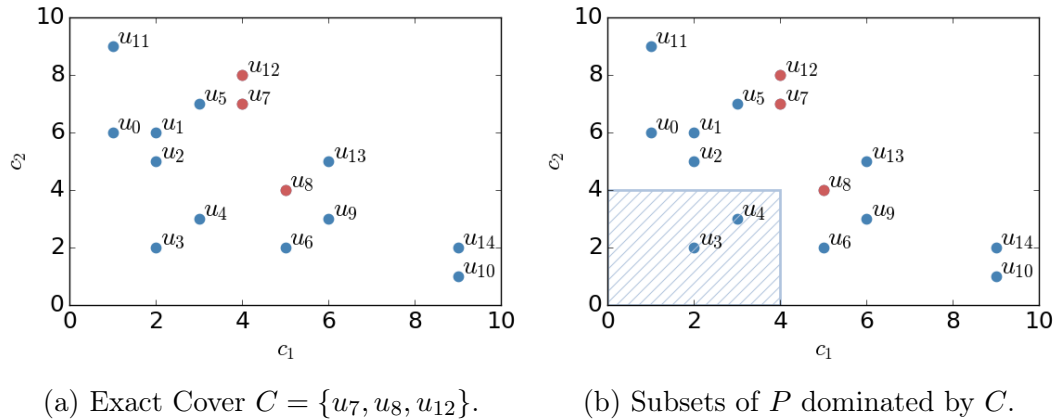 10
8
6
4
2
0
c2
u11
u12
u5
u7
u0
u1
u2
u13
u8
u4
u9
u3
u6
u14
u10
0 2 4 6 8 10
c1
(a) Exact Cover C = {u7, u8, u12}.
10
8
6
4
2
0
c2
u11
u12
u5
u7
u0
u1
u2
u13
u8
u4
u9
u3
u6
u14
u10
0 2 4 6 8 10
c1
(b) Subsets of P dominated by C.